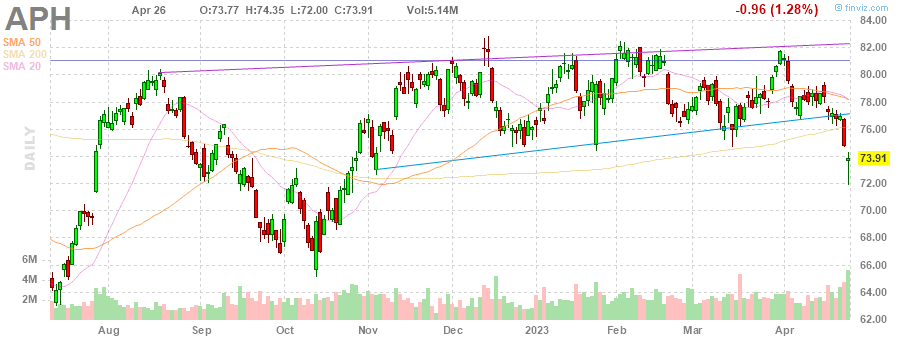 APH Apr 26 O:73.77 H:74.35 L:72.00 C:73.91 Vol:5.14M -0.96 (1.28%) © finviz.com
SMA 50
SMA 200
SMA 20
DAILY
84.00
82.00
80.00
78.00
76.00
73.91
72.00
70.00
68.00
66.00
64.00
62.00
6M
4M
2M
Aug Sep Oct Nov Dec 2023 Feb Mar Apr